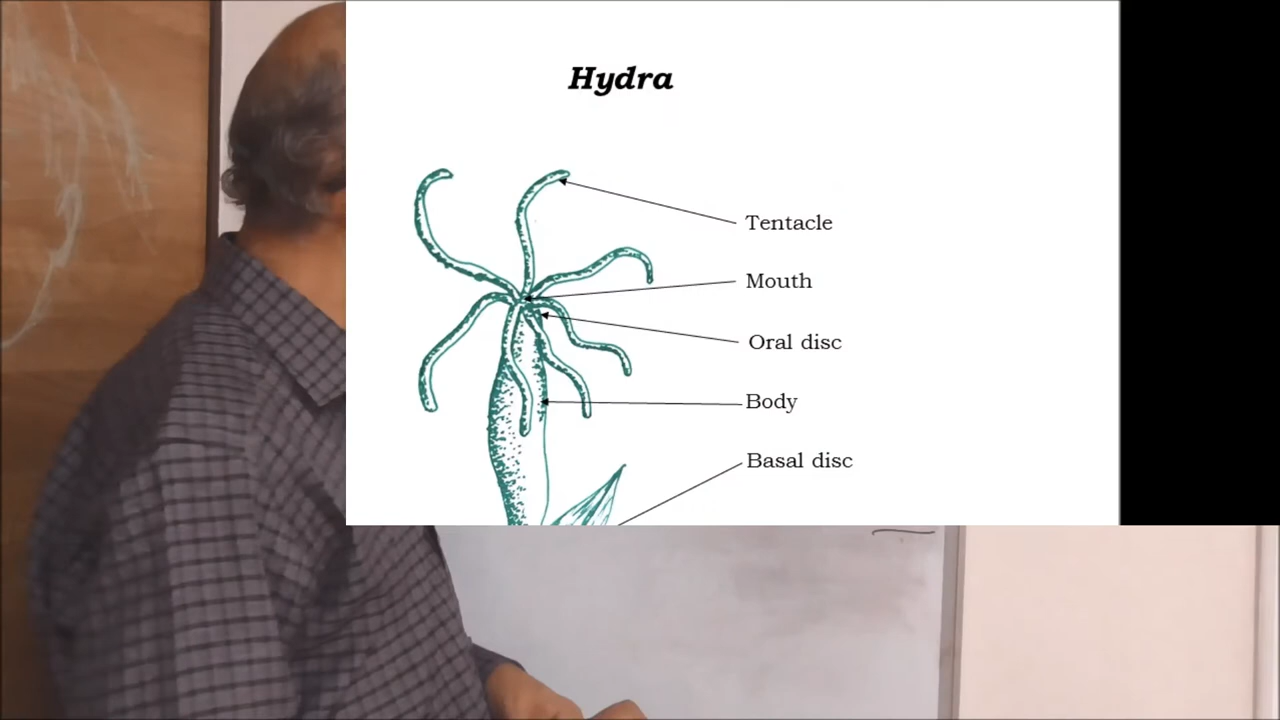 Hydra
Tentacle
Mouth
Oral disc
Body
Basal disc